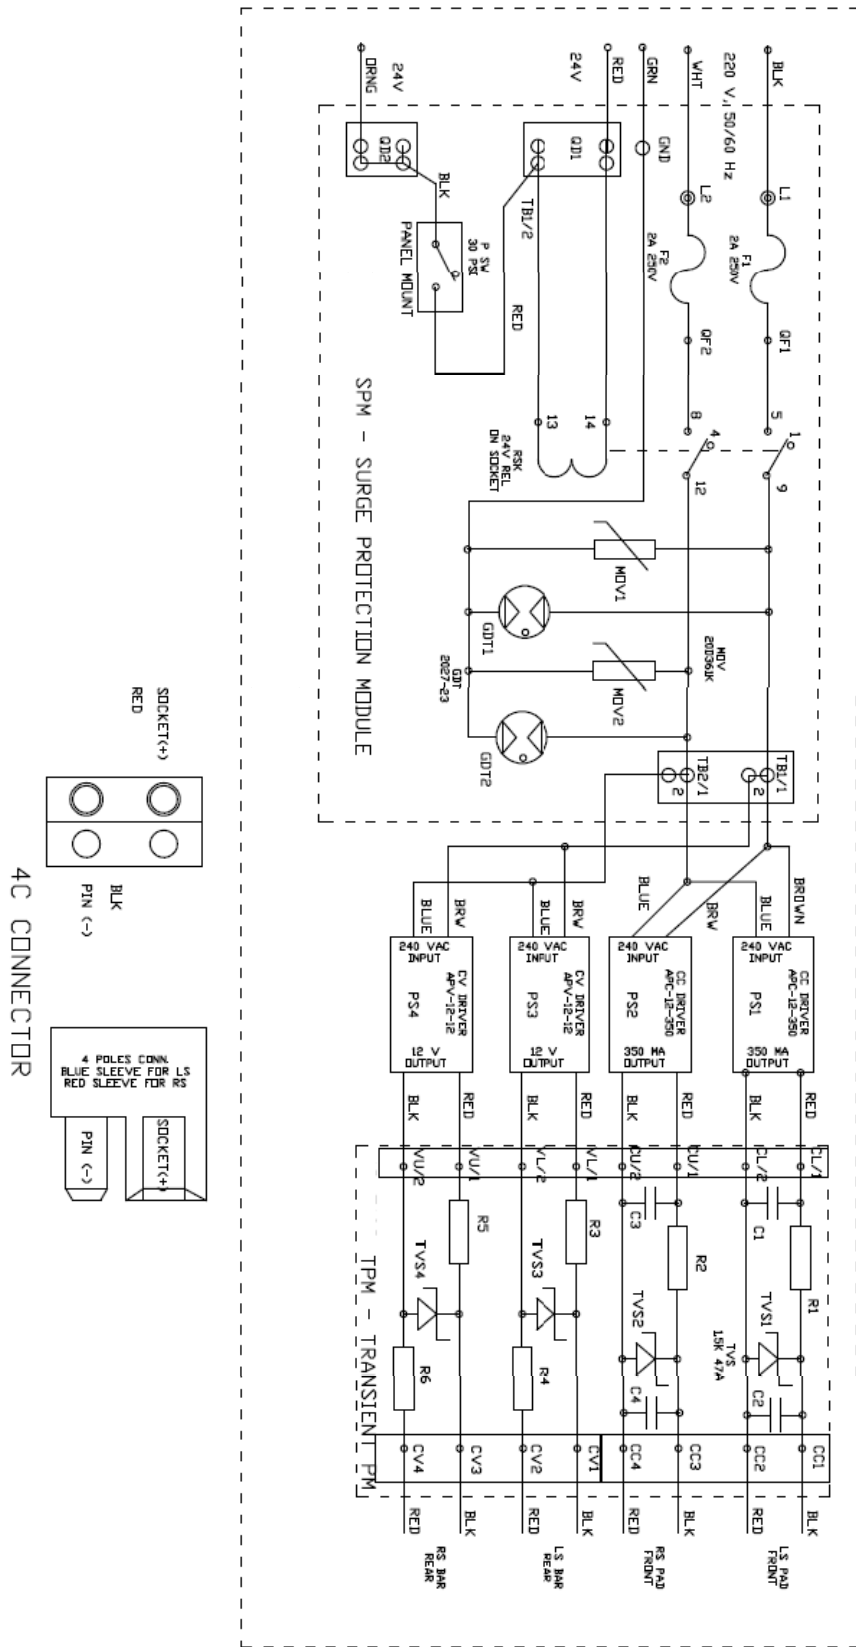 BLK
220 V, 50/60 Hz
WHT
GRN
RED
24V
24V
ORNG
L1
F1
2A 250V
QF1
L2
F2
2A 250V
QF2
GND
QD1
TB1/2
QD2
BLK
P SW
30 PSI
PANEL MOUNT
RED
5
1
9
8
4
12
14
13
RSK
24V REL
ON SOCKET
MOV1
GDT1
MOV
20D361K
MOV2
GDT
2027-23
GDT2
SPM - SURGE PROTECTION MODULE
TB1/1
2
TB2/1
2
BROWN
BLUE
BRW
BLUE
BRW
BLUE
BRW
BLUE
240 VAC
INPUT
CC DRIVER
APC-12-350
PS1
350 MA
OUTPUT
240 VAC
INPUT
CC DRIVER
APC-12-350
PS2
350 MA
OUTPUT
240 VAC
INPUT
CV DRIVER
APV-12-12
PS3
12 V
OUTPUT
240 VAC
INPUT
CV DRIVER
APV-12-12
PS4
12 V
OUTPUT
RED
BLK
RED
BLK
RED
BLK
RED
BLK
CL/1
CL/2
CU/1
CU/2
VL/1
VL/2
VU/1
VU/2
C1
R1
TVS1
TVS
1.5K 47A
C2
C3
R2
TVS2
C4
R3
TVS3
R4
R5
TVS4
R6
TPM - TRANSIENT PM
CC1
CC2
CC3
CC4
CV1
CV2
CV3
CV4
BLK
RED
BLK
RED
BLK
RED
BLK
RED
LS PAD
FRONT
RS PAD
FRONT
LS BAR
REAR
RS BAR
REAR
SOCKET(+)
RED
BLK
PIN (-)
4 POLES CONN.
BLUE SLEEVE FOR LS
RED SLEEVE FOR RS
SOCKET(+)
PIN (-)
4C CONNECTOR